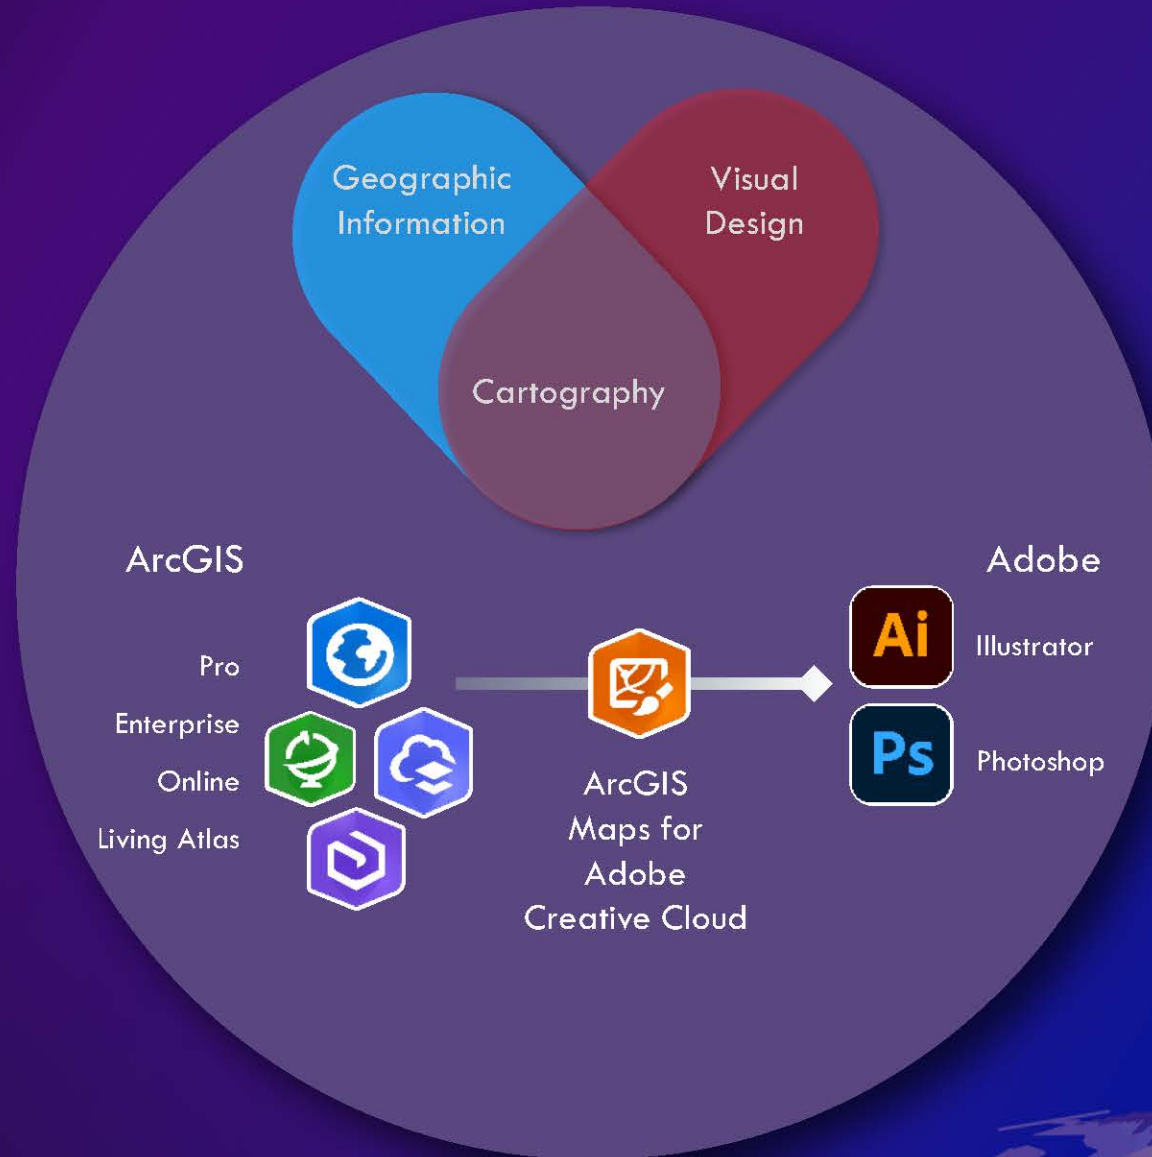 Geographic
Information
Visual
Design
Cartography
ArcGIS
Pro
Enterprise
Online
Living Atlas
ArcGIS
Maps for
Adobe
Creative Cloud
Adobe
Ai
Illustrator
Ps
Photoshop